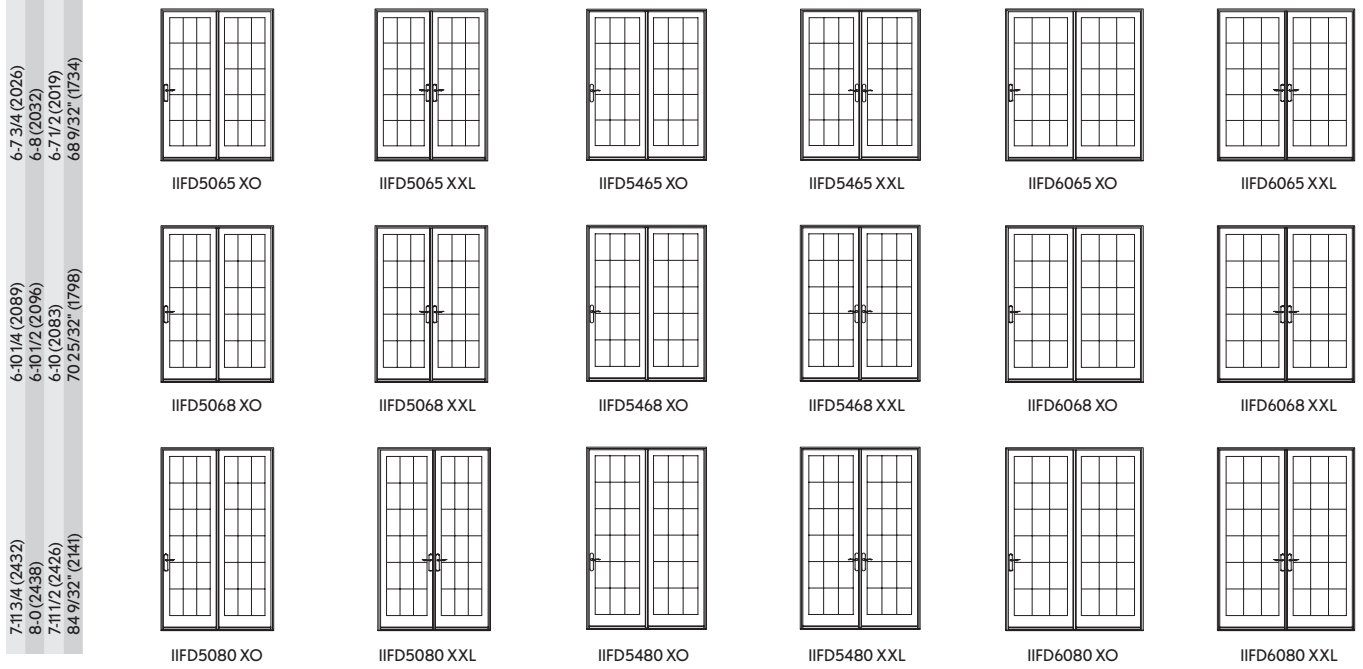 6-7 3/4 (2026)
6-8 (2032)
6-7 1/2 (2019)
68 9/32" (1734)
IIFD5065 XO
IIFD5065 XXL
IIFD5465 XO
IIFD5465 XXL
IIFD6065 XO
IIFD6065 XXL
6-10 1/4 (2089)
6-10 1/2 (2096)
6-10 (2083)
70 25/32" (1798)
IIFD5068 XO
IIFD5068 XXL
IIFD5468 XO
IIFD5468 XXL
IIFD6068 XO
IIFD6068 XXL
7-11 3/4 (2432)
8-0 (2438)
7-11 1/2 (2426)
84 9/32" (2141)
IIFD5080 XO
IIFD5080 XXL
IIFD5480 XO
IIFD5480 XXL
IIFD6080 XO
IIFD6080 XXL